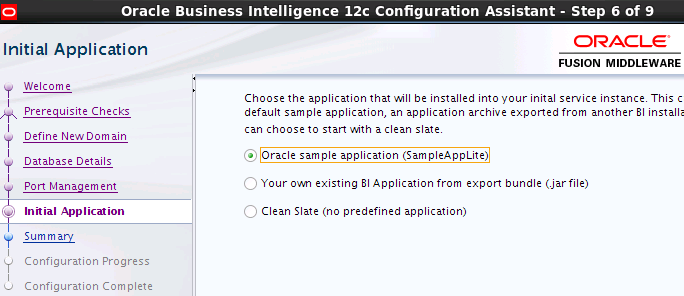 Oracle Business Intelligence 12c Configuration Assistant - Step 6 of 9
Initial Application
ORACLE
FUSION MIDDLEWARE
Welcome
Prerequisite Checks
Define New Domain
Database Details
Port Management
Initial Application
Summary
Configuration Progress
Configuration Complete
Choose the application that will be installed into your inital service instance. This c
default sample application, an application archive exported from another BI installa
can choose to start with a clean slate.
Oracle sample application (SampleAppLite)
Your own existing BI Application from export bundle (.jar file)
Clean Slate (no predefined application)